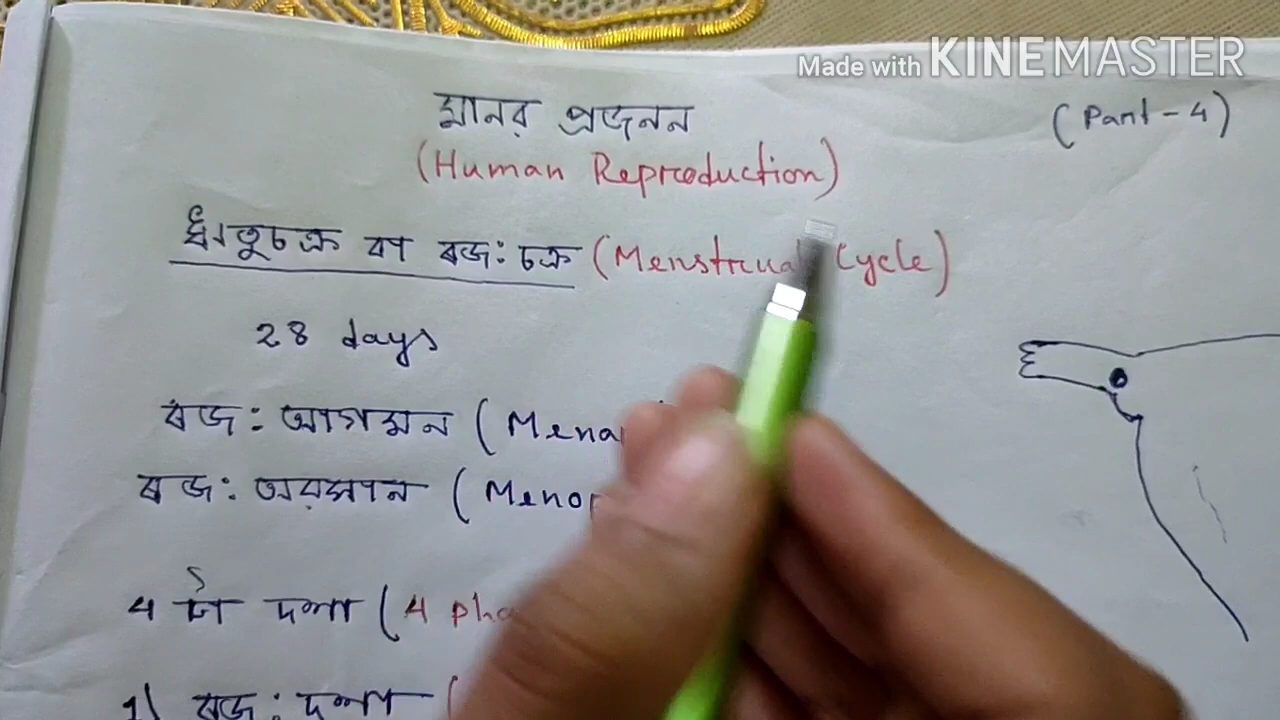 Made with KINEMASTER
মানৱ প্ৰজনন
(Part - 4)
(Human Reproduction)
ঋতুচক্ৰ বা ৰজঃ চক্ৰ (Menstrual Cycle)
28 days
ৰজঃ আগমন (Mena
ৰজঃ অৱসান (Menop
4 টা দশা (4 pha
1) ৰজঃ দশা (